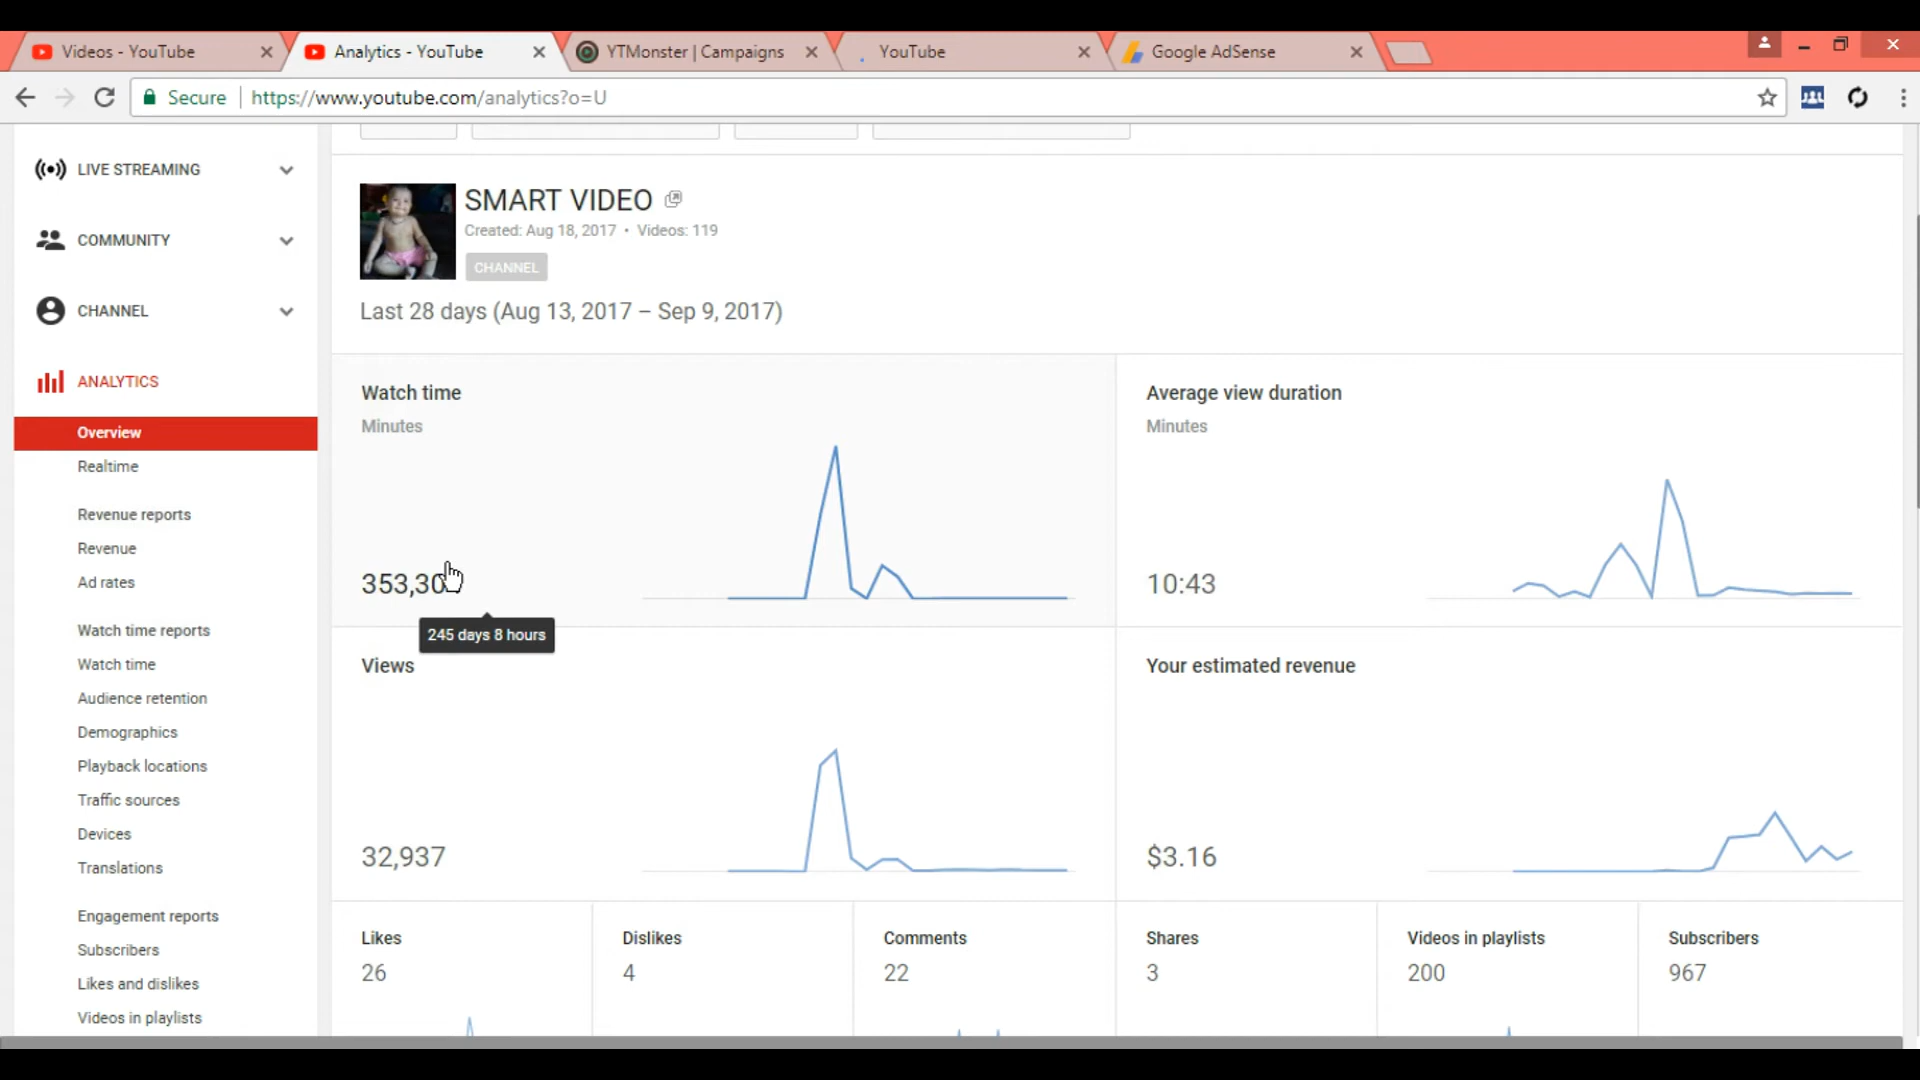 Videos - YouTube
Analytics - YouTube
YTMonster | Campaigns
YouTube
Google AdSense
Secure
https://www.youtube.com/analytics?o=U
LIVE STREAMING
COMMUNITY
CHANNEL
ANALYTICS
Overview
Realtime
Revenue reports
Revenue
Ad rates
Watch time reports
Watch time
Audience retention
Demographics
Playback locations
Traffic sources
Devices
Translations
Engagement reports
Subscribers
Likes and dislikes
Videos in playlists
SMART VIDEO
Created: Aug 18, 2017 • Videos: 119
CHANNEL
Last 28 days (Aug 13, 2017 – Sep 9, 2017)
Watch time
Minutes
245 days 8 hours
Average view duration
Minutes
10:43
Views
32,937
Your estimated revenue
$3.16
Likes
26
Dislikes
4
Comments
22
Shares
3
Videos in playlists
200
Subscribers
967